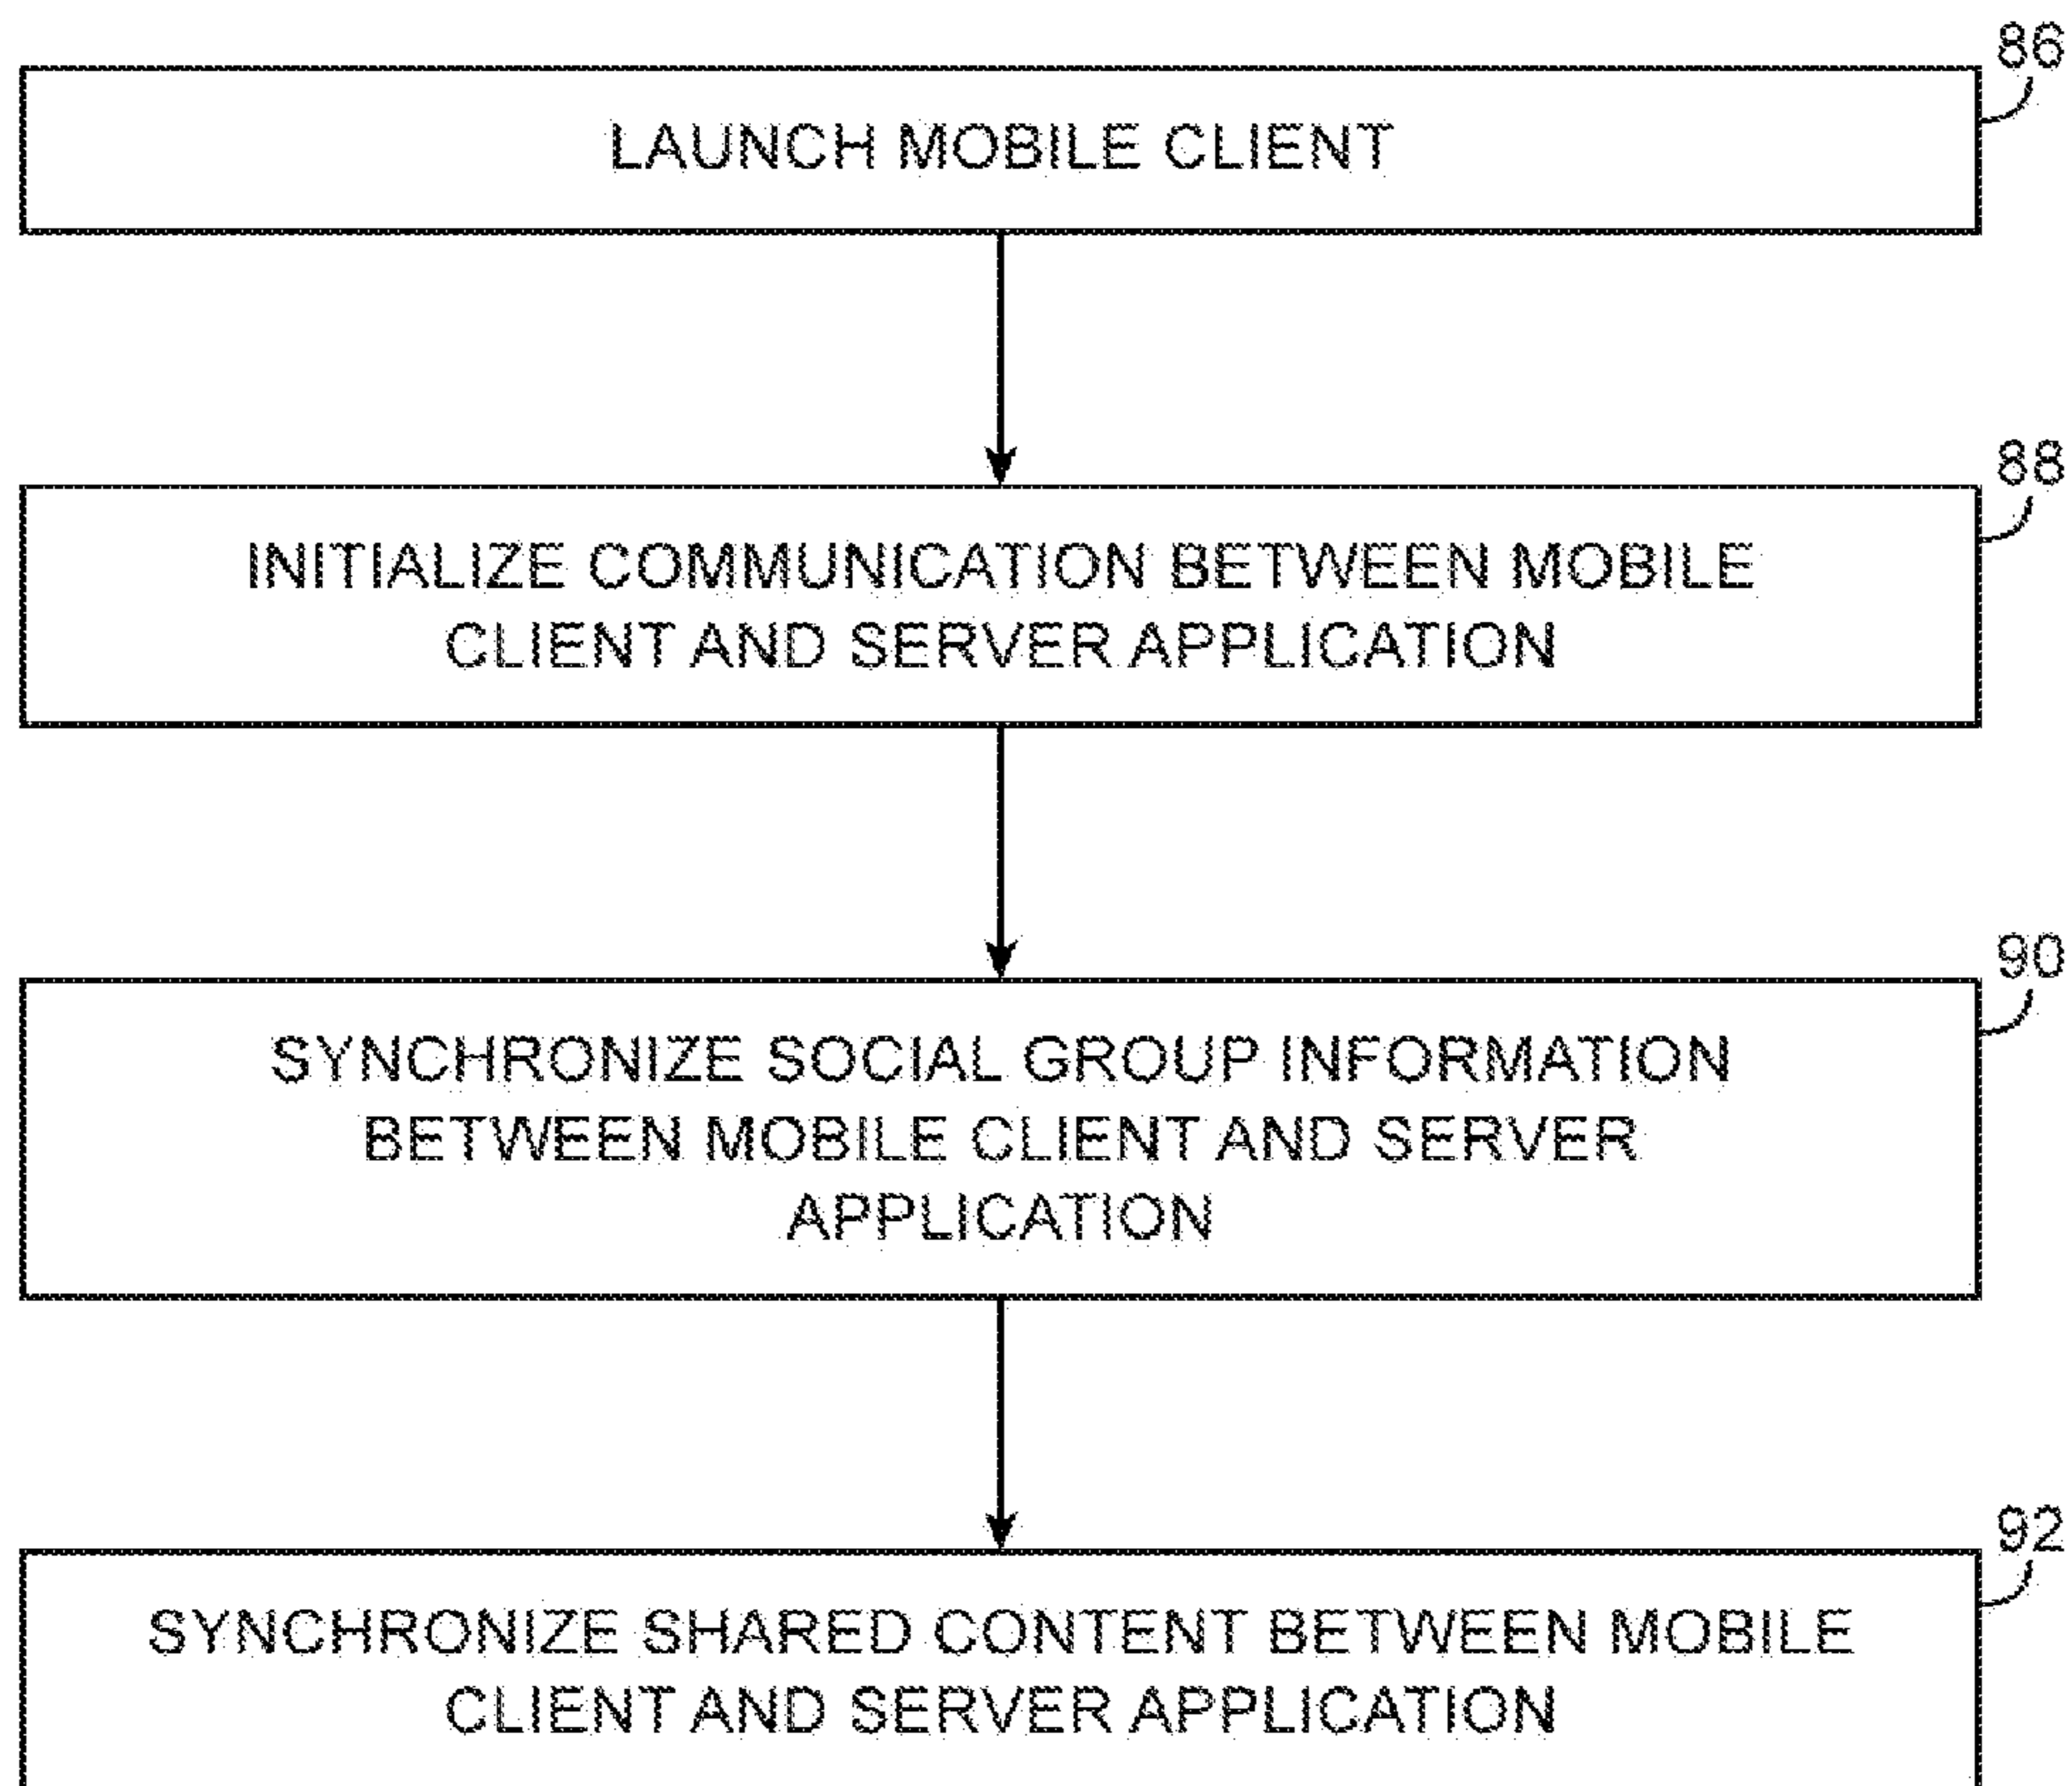 86
LAUNCH MOBILE CLIENT
88
INITIALIZE COMMUNICATION BETWEEN MOBILE
CLIENT AND SERVER APPLICATION
90
SYNCHRONIZE SOCIAL GROUP INFORMATION
BETWEEN MOBILE CLIENT AND SERVER
APPLICATION
92
SYNCHRONIZE SHARED CONTENT BETWEEN MOBILE
CLIENT AND SERVER APPLICATION